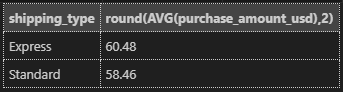 shipping_type round(AVG(purchase_amount_usd),2)
Express 60.48
Standard 58.46